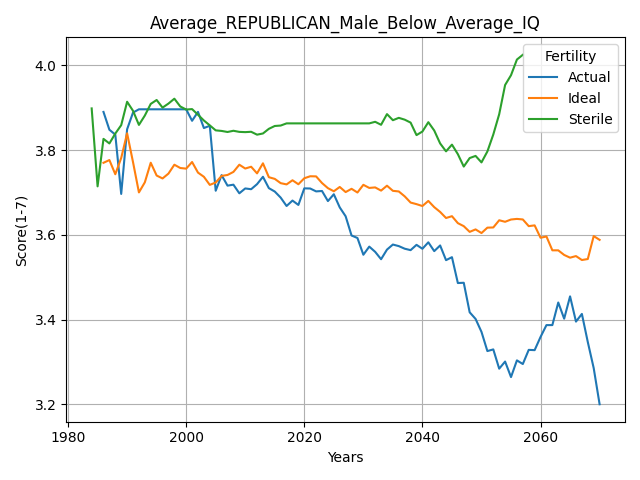 Average_REPUBLICAN_Male_Below_Average_IQ
Fertility
Actual
Ideal
Sterile
Score(1-7)
4.0
3.8
3.6
3.4
3.2
1980 2000 2020 2040 2060
Years